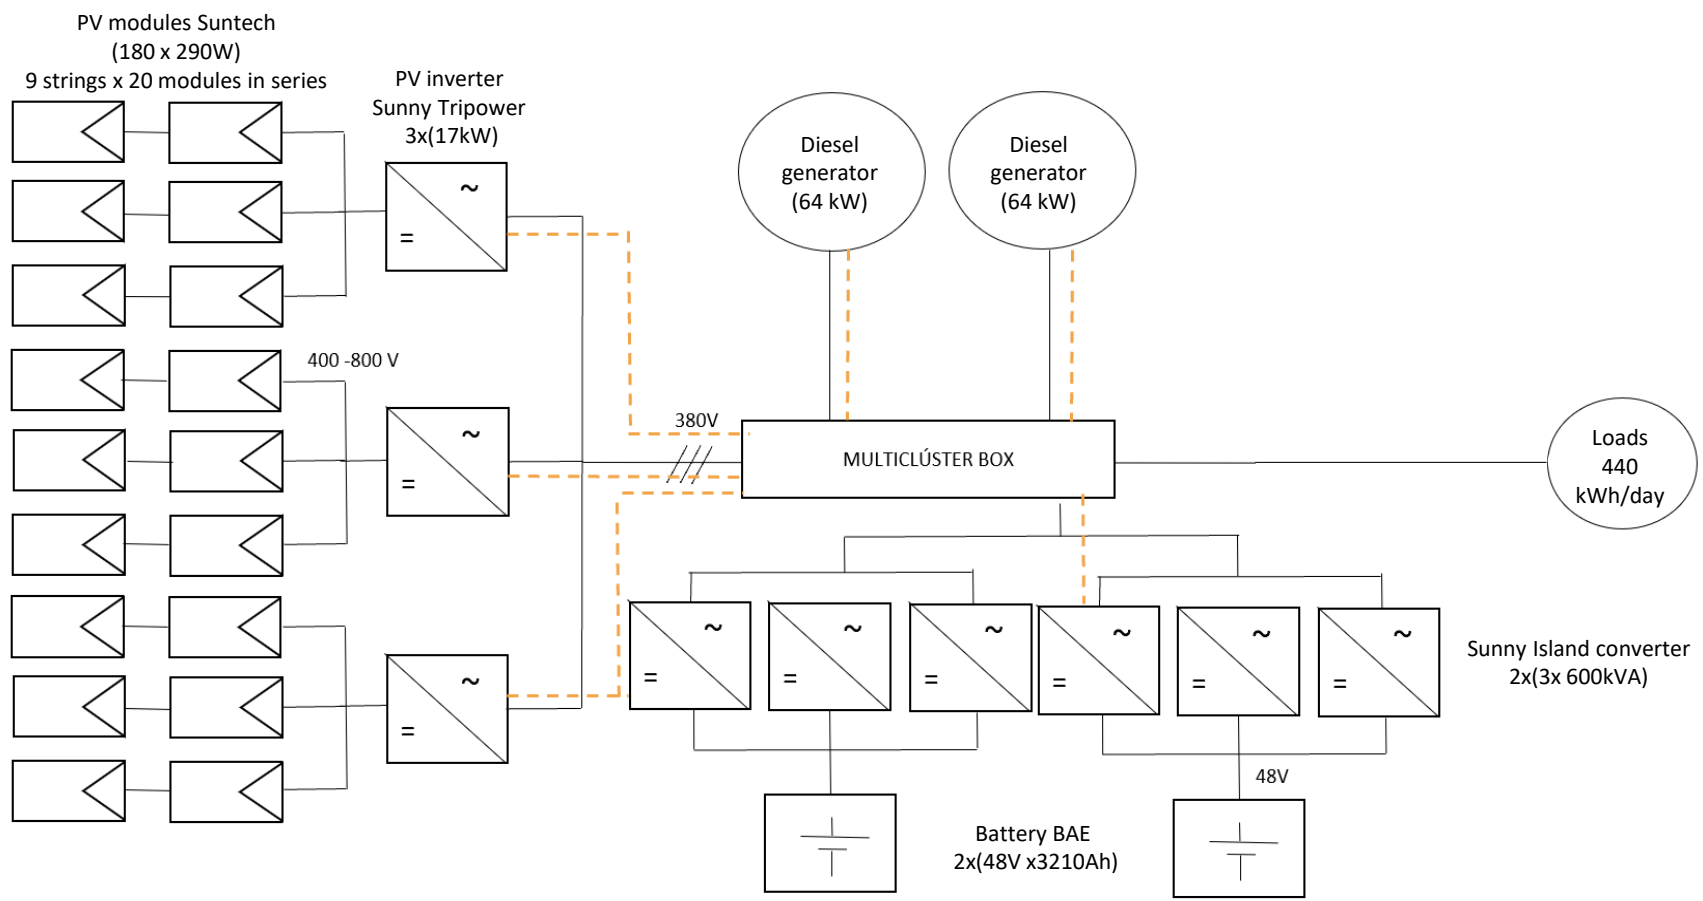 PV modules Suntech
(180 x 290W)
9 strings x 20 modules in series
PV inverter
Sunny Tripower
3x(17kW)
~
=
Diesel
generator
(64 kW)
Diesel
generator
(64 kW)
400 -800 V
~
=
380V
MULTICLÚSTER BOX
Loads
440
kWh/day
~
=
~
=
~
=
~
=
~
=
~
=
~
=
Sunny Island converter
2x(3x 600kVA)
48V
Battery BAE
2x(48V x3210Ah)